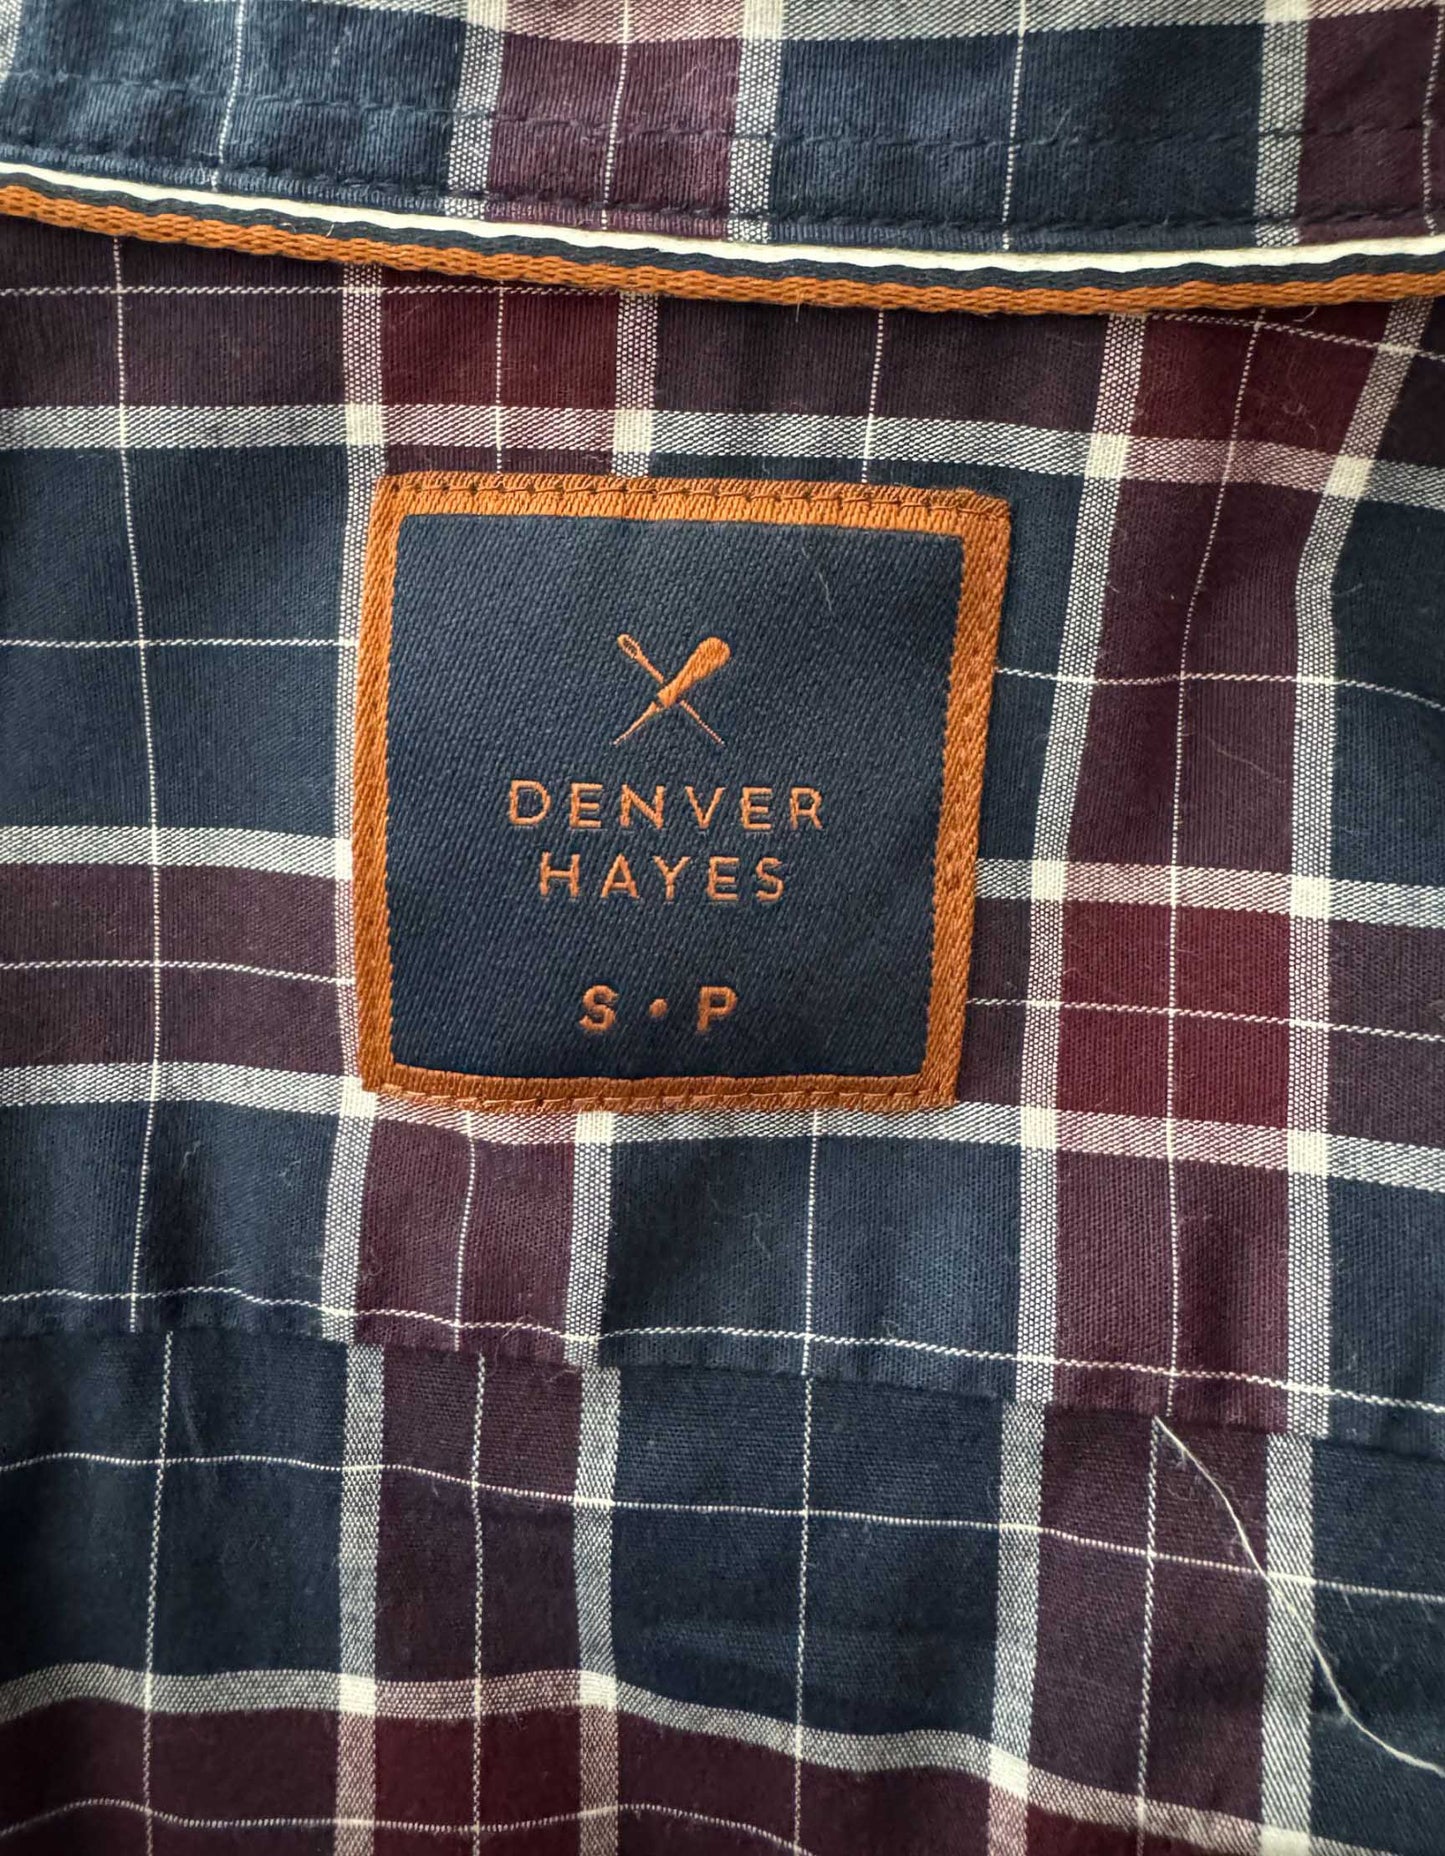 DENVER
HAYES
S • P